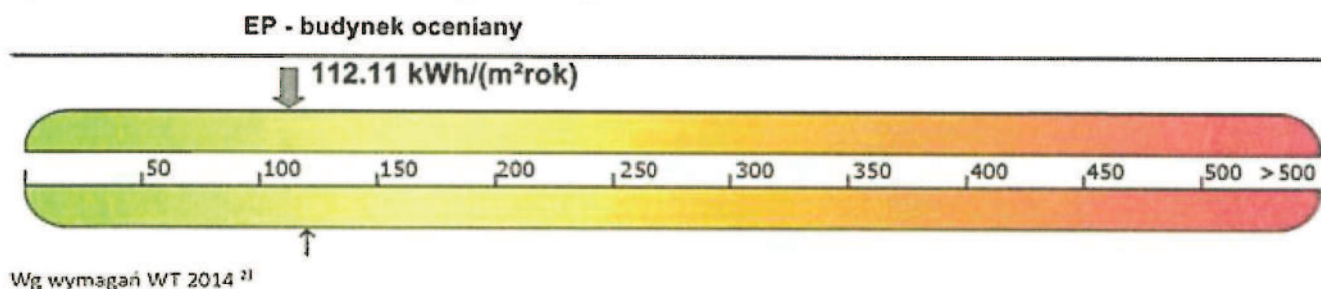 EP - budynek oceniany
112.11 kWh/(m²rok)
50 100 150 200 250 300 350 400 450 500 >500
Wg wymagań WT 2014 ²⁾